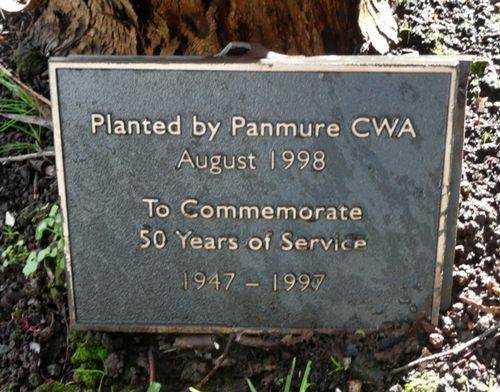 Planted by Panmure CWA
August 1998
To Commemorate
50 Years of Service
1947 – 1997